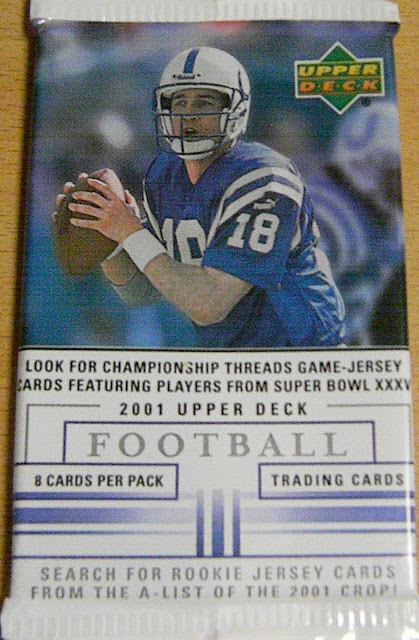 UPPER
DECK
18
LOOK FOR CHAMPIONSHIP THREADS GAME-JERSEY
CARDS FEATURING PLAYERS FROM SUPER BOWL XXXV
2001 UPPER DECK
FOOTBALL
8 CARDS PER PACK
TRADING CARDS
SEARCH FOR ROOKIE JERSEY CARDS
FROM THE A-LIST OF THE 2001 CROP!